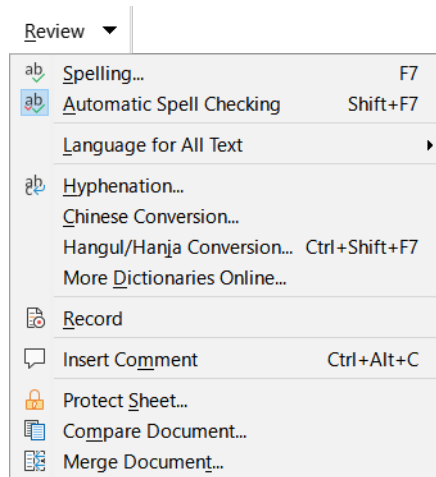 Review
Spelling... F7
Automatic Spell Checking Shift+F7
Language for All Text
Hyphenation...
Chinese Conversion...
Hangul/Hanja Conversion... Ctrl+Shift+F7
More Dictionaries Online...
Record
Insert Comment Ctrl+Alt+C
Protect Sheet...
Compare Document...
Merge Document...